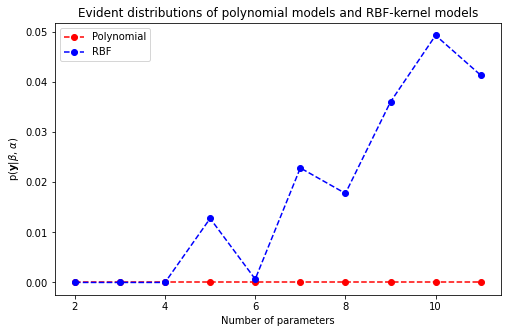 Evident distributions of polynomial models and RBF-kernel models
Polynomial
RBF
0.05
0.04
0.03
0.02
0.01
0.00
p(y|β, α)
2
4
6
8
10
Number of parameters